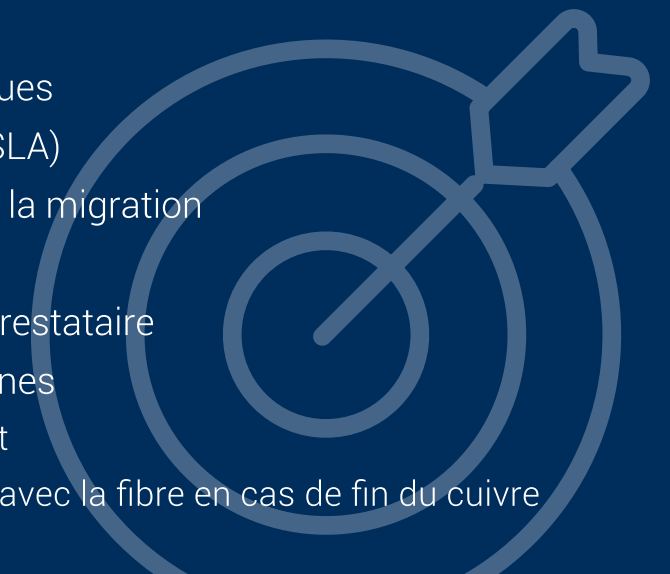 ues
SLA)
la migration
restataire
nes
t
avec la fibre en cas de fin du cuivre